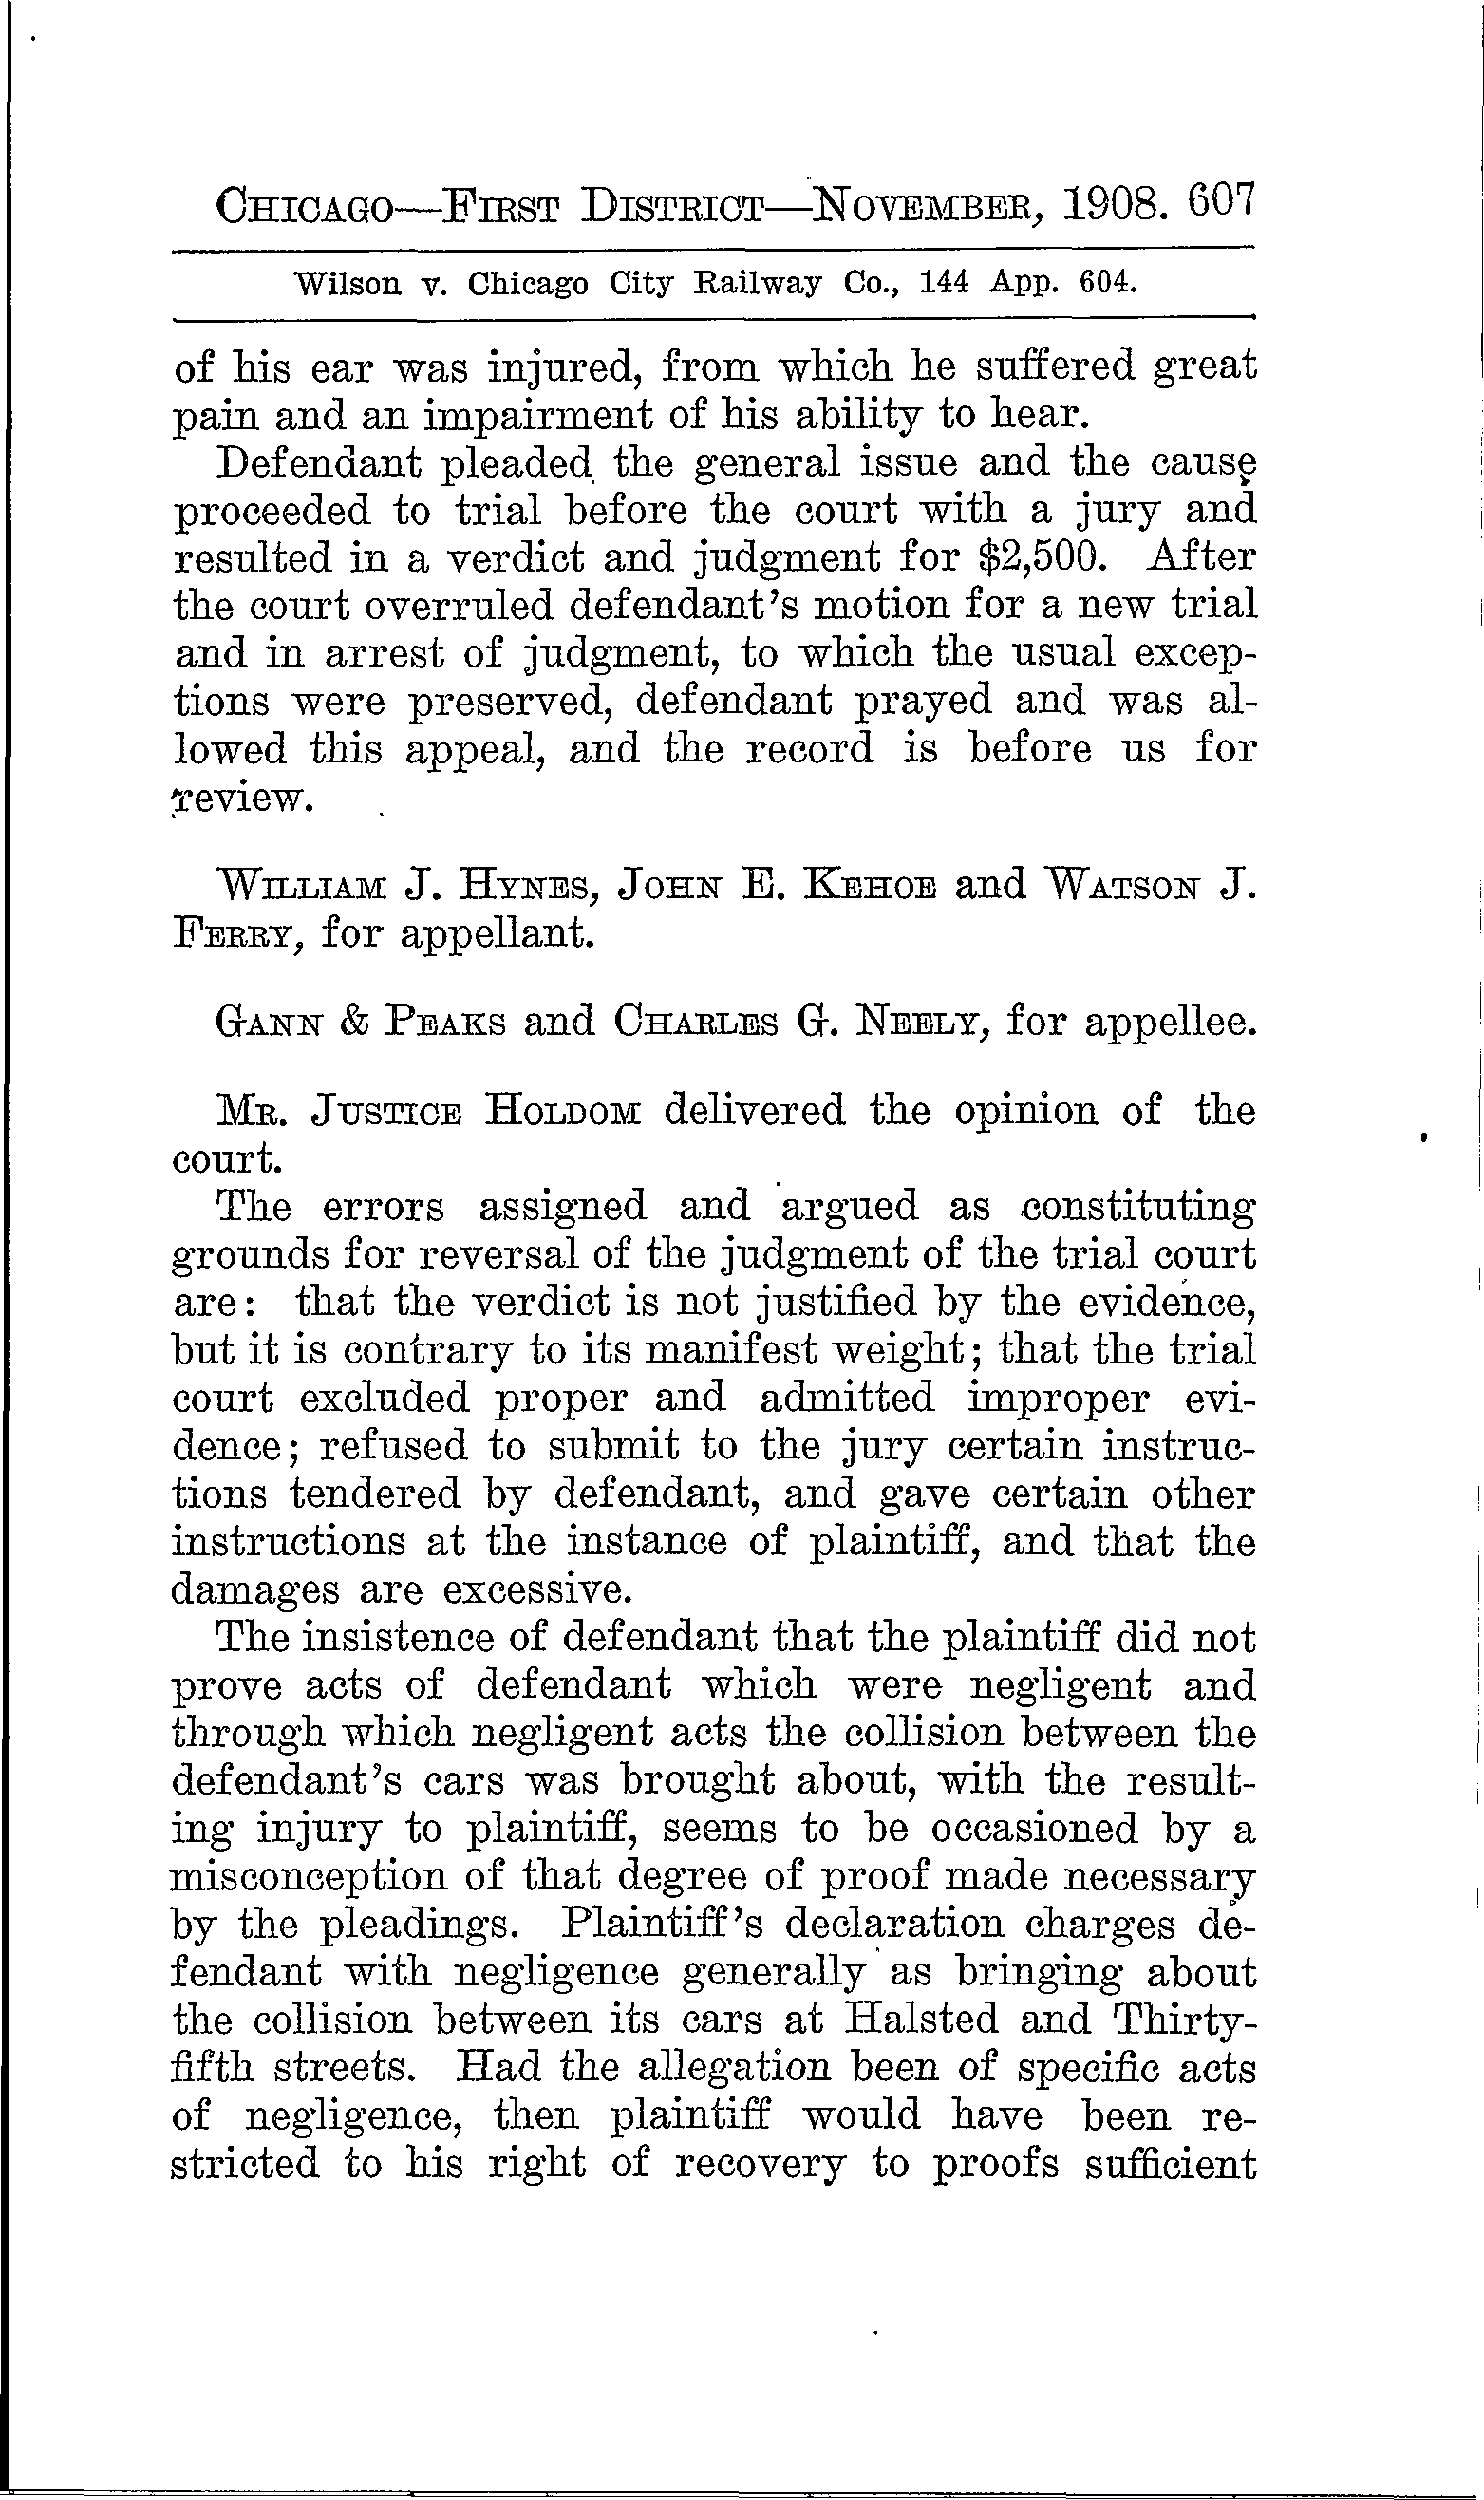 CHICAGO—FIRST DISTRICT—NOVEMBER, 1908. 607
Wilson v. Chicago City Railway Co., 144 App. 604.
of his ear was injured, from which he suffered great
pain and an impairment of his ability to hear.
Defendant pleaded the general issue and the cause
proceeded to trial before the court with a jury and
resulted in a verdict and judgment for $2,500. After
the court overruled defendant's motion for a new trial
and in arrest of judgment, to which the usual excep-
tions were preserved, defendant prayed and was al-
lowed this appeal, and the record is before us for
review.
WILLIAM J. HYNES, JOHN E. KEHOE and WATSON J.
FERRY, for appellant.
GANN & PEAKS and CHARLES G. NEELY, for appellee.
MR. JUSTICE HOLDOM delivered the opinion of the
court.
The errors assigned and argued as constituting
grounds for reversal of the judgment of the trial court
are: that the verdict is not justified by the evidence,
but it is contrary to its manifest weight; that the trial
court excluded proper and admitted improper evi-
dence; refused to submit to the jury certain instruc-
tions tendered by defendant, and gave certain other
instructions at the instance of plaintiff, and that the
damages are excessive.
The insistence of defendant that the plaintiff did not
prove acts of defendant which were negligent and
through which negligent acts the collision between the
defendant's cars was brought about, with the result-
ing injury to plaintiff, seems to be occasioned by a
misconception of that degree of proof made necessary
by the pleadings. Plaintiff's declaration charges de-
fendant with negligence generally as bringing about
the collision between its cars at Halsted and Thirty-
fifth streets. Had the allegation been of specific acts
of negligence, then plaintiff would have been re-
stricted to his right of recovery to proofs sufficient